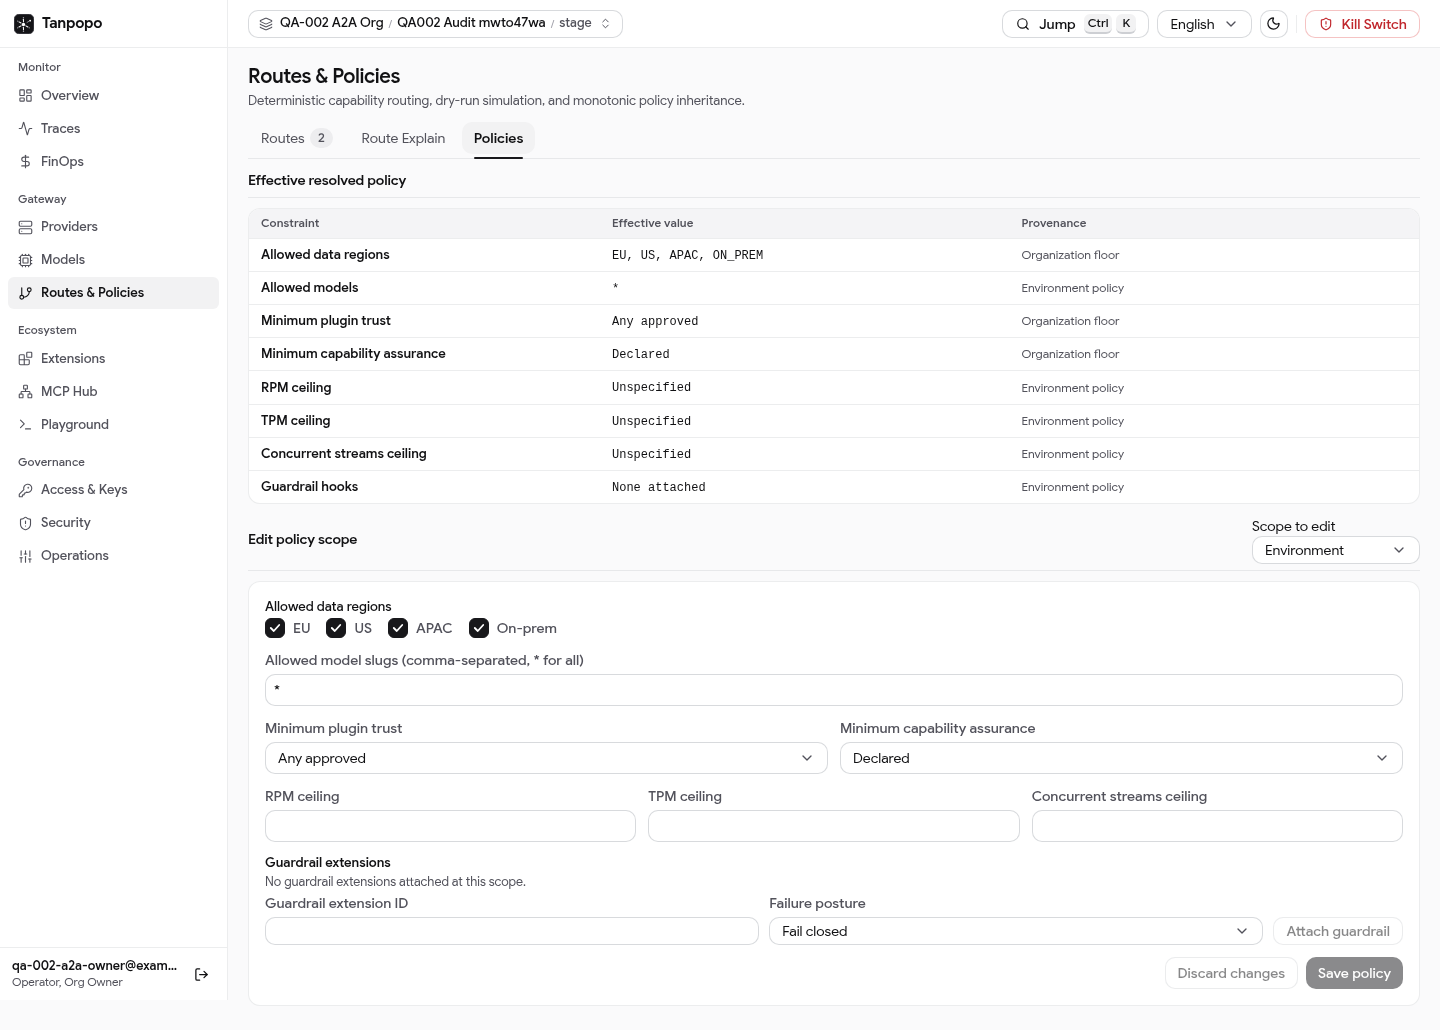 Tanpopo
QA-002 A2A Org / QA002 Audit mwto47wa / stage
Jump Ctrl K
English
Kill Switch
Monitor
Overview
Traces
FinOps
Gateway
Providers
Models
Routes & Policies
Ecosystem
Extensions
MCP Hub
Playground
Governance
Access & Keys
Security
Operations
qa-002-a2a-owner@exam...
Operator, Org Owner
Routes & Policies
Deterministic capability routing, dry-run simulation, and monotonic policy inheritance.
Routes 2 Route Explain Policies
Effective resolved policy
Constraint Effective value Provenance
Allowed data regions EU, US, APAC, ON_PREM Organization floor
Allowed models * Environment policy
Minimum plugin trust Any approved Organization floor
Minimum capability assurance Declared Organization floor
RPM ceiling Unspecified Environment policy
TPM ceiling Unspecified Environment policy
Concurrent streams ceiling Unspecified Environment policy
Guardrail hooks None attached Environment policy
Edit policy scope
Scope to edit
Environment
Allowed data regions
EU US APAC On-prem
Allowed model slugs (comma-separated, * for all)
*
Minimum plugin trust Minimum capability assurance
Any approved Declared
RPM ceiling TPM ceiling Concurrent streams ceiling
Guardrail extensions
No guardrail extensions attached at this scope.
Guardrail extension ID Failure posture
Fail closed Attach guardrail
Discard changes Save policy